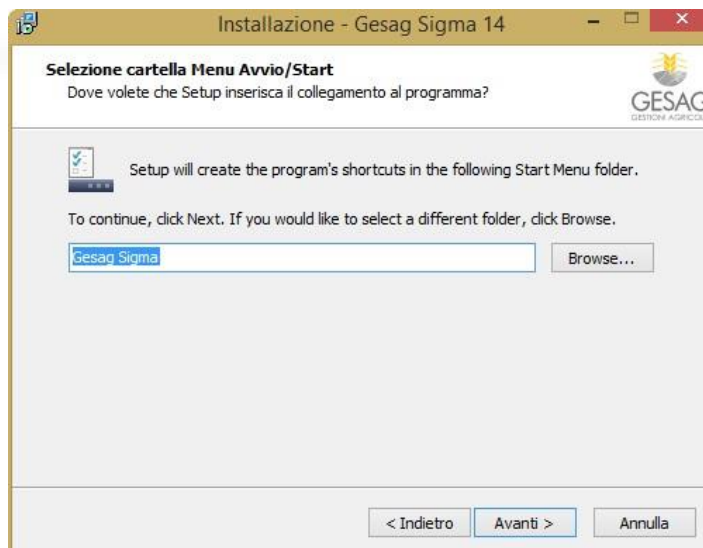 Installazione - Gesag Sigma 14
Selezione cartella Menu Avvio/Start
Dove volete che Setup inserisca il collegamento al programma?
GESAG
Setup will create the program's shortcuts in the following Start Menu folder.
To continue, click Next. If you would like to select a different folder, click Browse.
Gesag Sigma
Browse...
< Indietro
Avanti >
Annulla